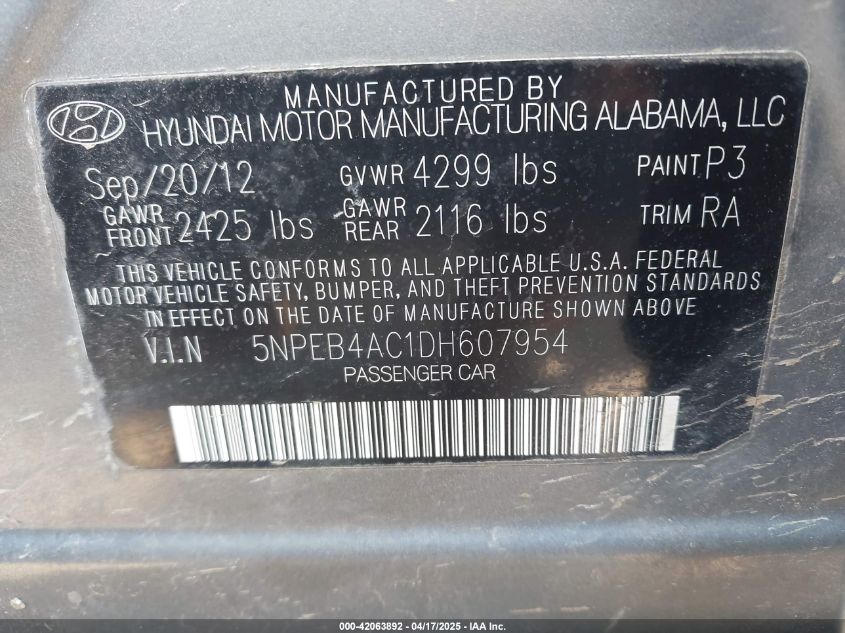 MANUFACTURED BY
HYUNDAI MOTOR MANUFACTURING ALABAMA, LLC
Sep/20/12 GVWR 4299 lbs PAINT P3
GAWR FRONT 2425 lbs GAWR REAR 2116 lbs TRIM RA
THIS VEHICLE CONFORMS TO ALL APPLICABLE U.S.A. FEDERAL
MOTOR VEHICLE SAFETY, BUMPER, AND THEFT PREVENTION STANDARDS
IN EFFECT ON THE DATE OF MANUFACTURE SHOWN ABOVE
V.I.N 5NPEB4AC1DH607954
PASSENGER CAR
000-42063892 - 04/17/2025 - IAA Inc.